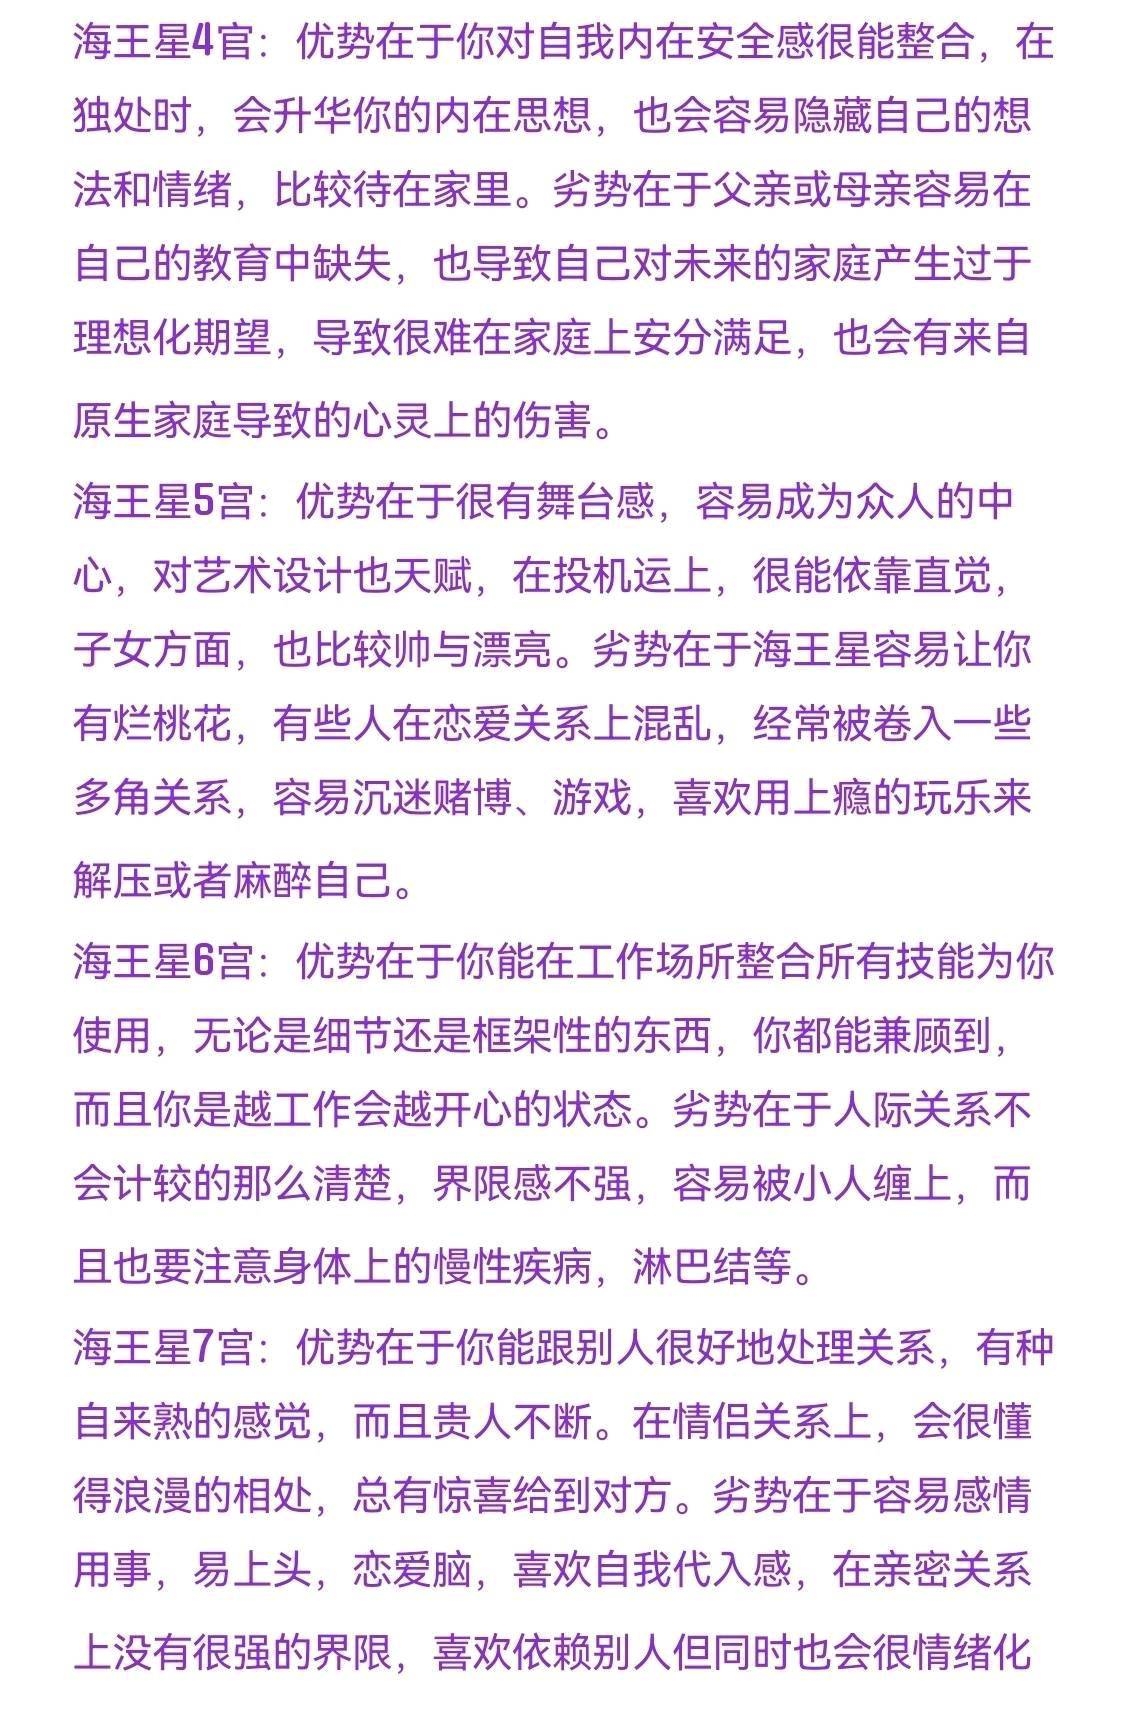 海王星4官：优势在于你对自我内在安全感很能整合，在
独处时，会升华你的内在思想，也会容易隐藏自己的想
法和情绪，比较待在家里。劣势在于父亲或母亲容易在
自己的教育中缺失，也导致自己对未来的家庭产生过于
理想化期望，导致很难在家庭上安分满足，也会有来自
原生家庭导致的心灵上的伤害。
海王星5宫：优势在于很有舞台感，容易成为众人的中
心，对艺术设计也天赋，在投机运上，很能依靠直觉，
子女方面，也比较帅与漂亮。劣势在于海王星容易让你
有烂桃花，有些人在恋爱关系上混乱，经常被卷入一些
多角关系，容易沉迷赌博、游戏，喜欢用上瘾的玩乐来
解压或者麻醉自己。
海王星6宫：优势在于你能在工作场所整合所有技能为你
使用，无论是细节还是框架性的东西，你都能兼顾到，
而且你是越工作会越开心的状态。劣势在于人际关系不
会计较的那么清楚，界限感不强，容易被小人缠上，而
且也要注意身体上的慢性疾病，淋巴结等。
海王星7宫：优势在于你能跟别人很好地处理关系，有种
自来熟的感觉，而且贵人不断。在情侣关系上，会很懂
得浪漫的相处，总有惊喜给到对方。劣势在于容易感情
用事，易上头，恋爱脑，喜欢自我代入感，在亲密关系
上没有很强的界限，喜欢依赖别人但同时也会很情绪化